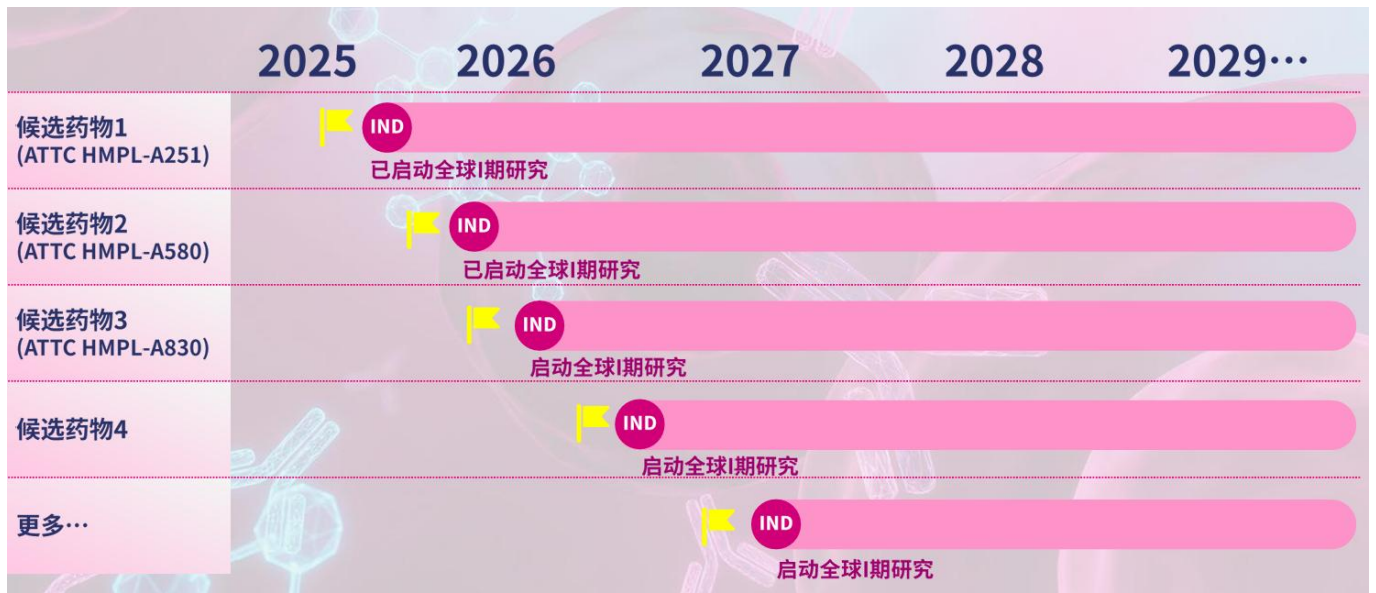 2025 2026 2027 2028 2029…
候选药物1
(ATTC HMPL-A251)
IND
已启动全球I期研究
候选药物2
(ATTC HMPL-A580)
IND
已启动全球I期研究
候选药物3
(ATTC HMPL-A830)
IND
启动全球I期研究
候选药物4
IND
启动全球I期研究
更多…
IND
启动全球I期研究